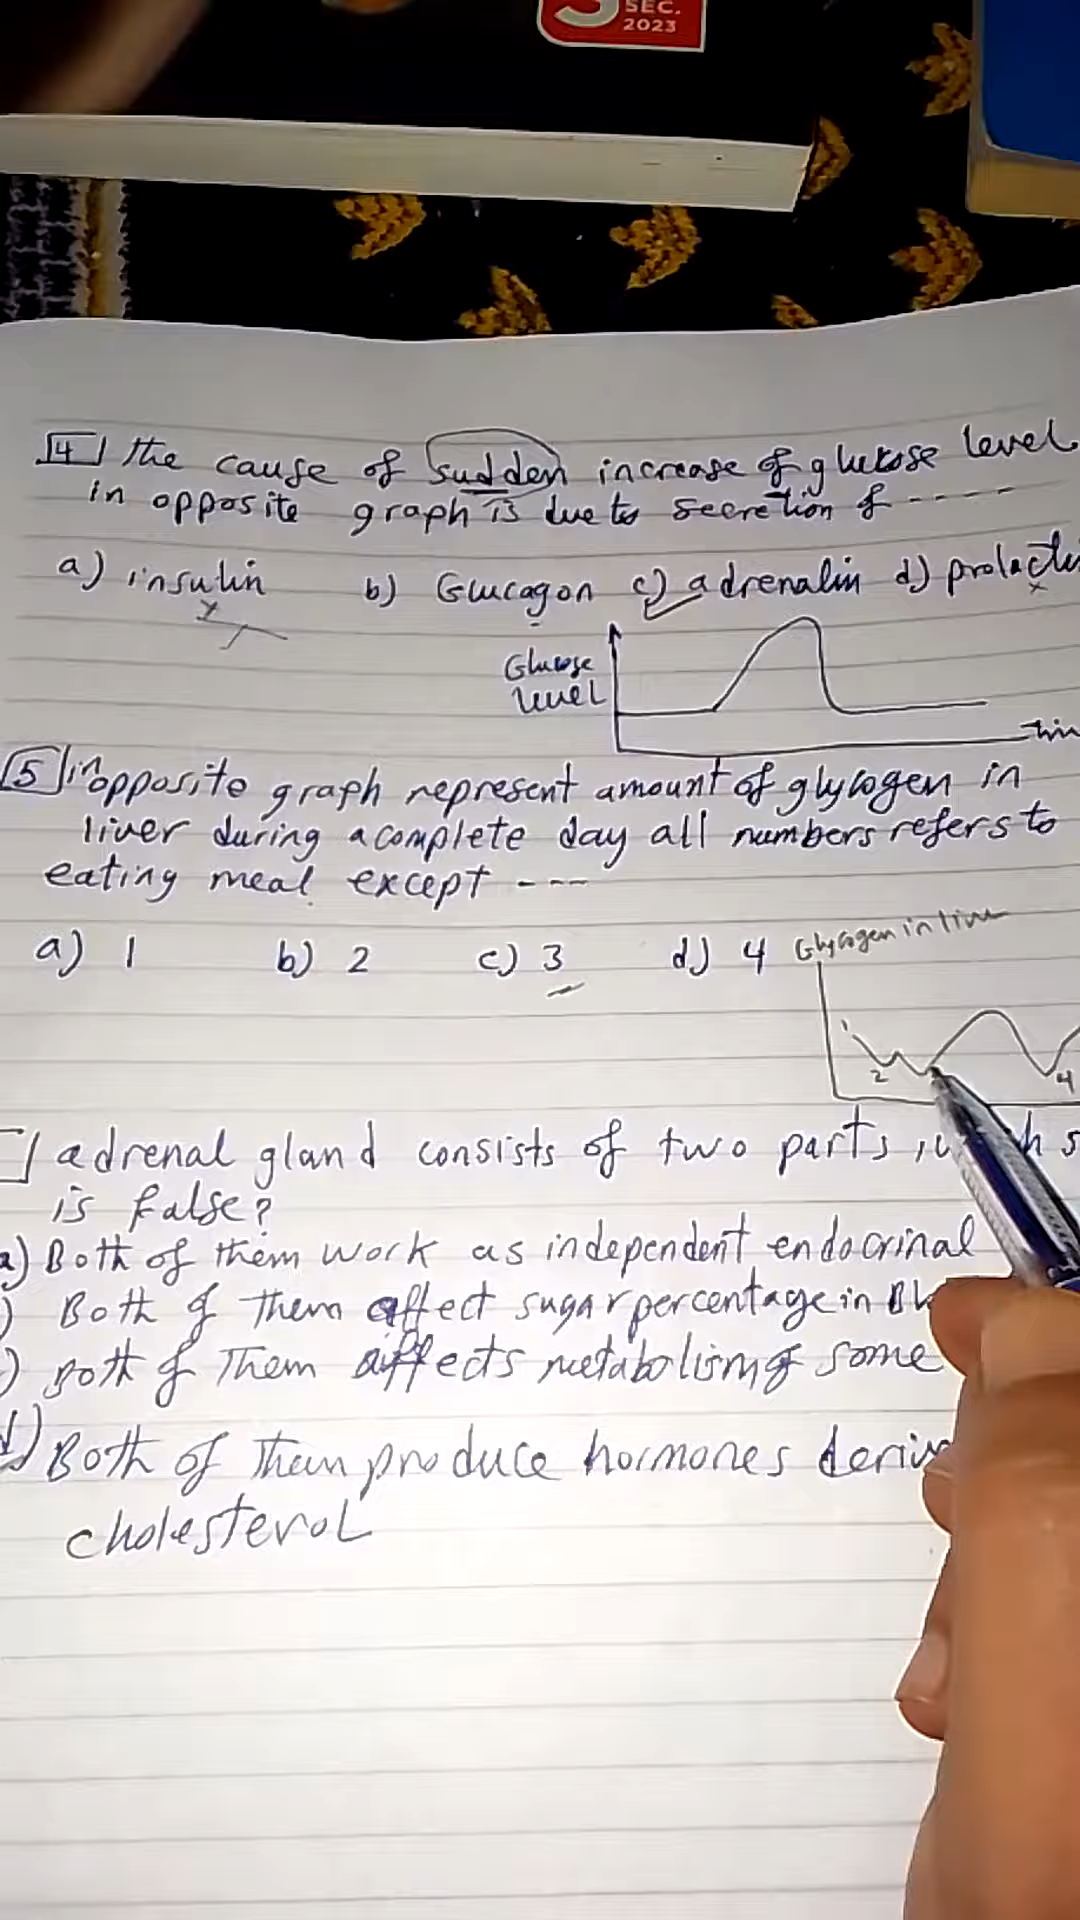 SEC.
2023
4 the cause of sudden increase of glucose level
in opposite graph is due to secretion of -----
a) insulin b) Glucagon c) adrenalin d) prolacti
Glucose
level
Tim
5 in opposite graph represent amount of glycogen in
liver during a complete day all numbers refers to
eating meal except ---
a) 1 b) 2 c) 3 d) 4
Glycogen in live
2 4
adrenal gland consists of two parts,
is false?
a) Both of them work as independent endocrinal
) Both of them affect sugar percentage in
) Both of Them affects metabolism of some
d) Both of Them produce hormones
cholesterol